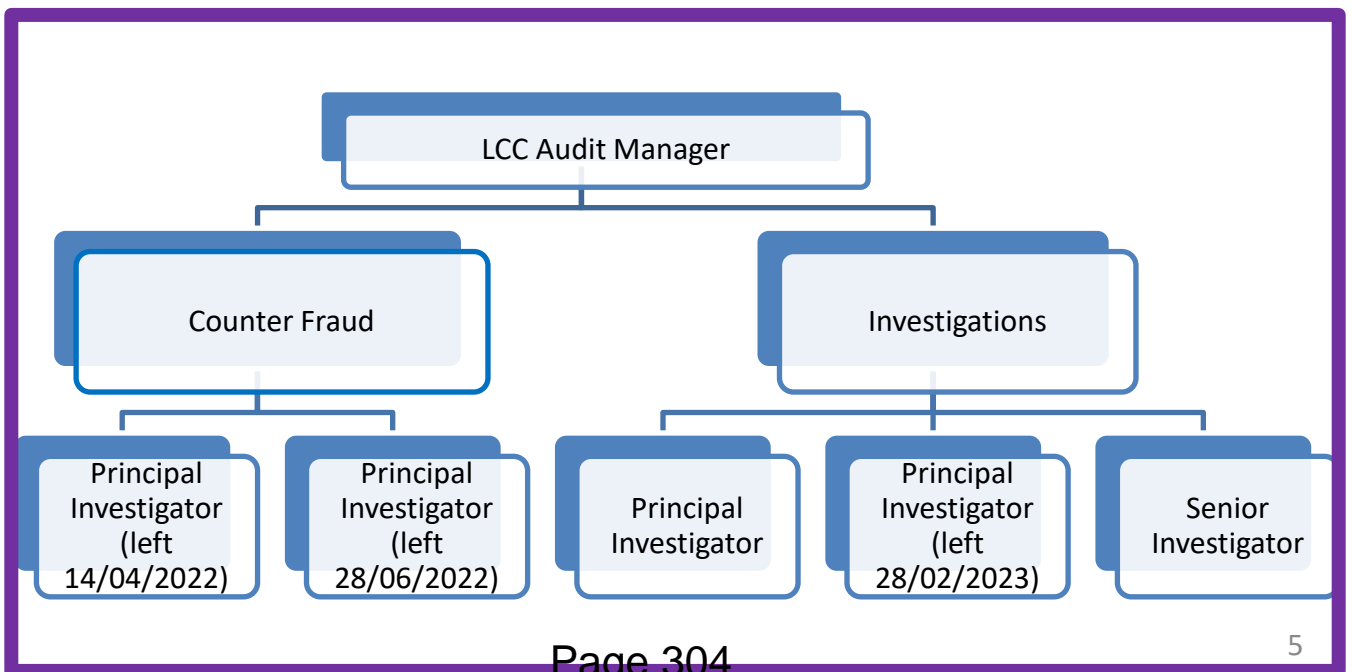 LCC Audit Manager
Counter Fraud
Investigations
Principal
Investigator
(left
14/04/2022)
Principal
Investigator
(left
28/06/2022)
Principal
Investigator
Principal
Investigator
(left
28/02/2023)
Senior
Investigator
Page 304
5